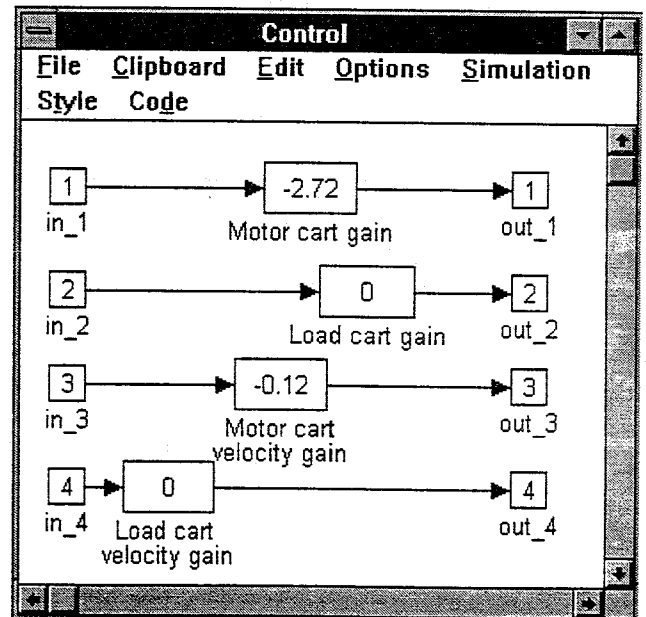 Control
File Clipboard Edit Options Simulation
Style Code
1 -2.72 1
in_1 Motor cart gain out_1
2 0 2
in_2 Load cart gain out_2
3 -0.12 3
in_3 Motor cart out_3
velocity gain
4 0 4
in_4 Load cart out_4
velocity gain